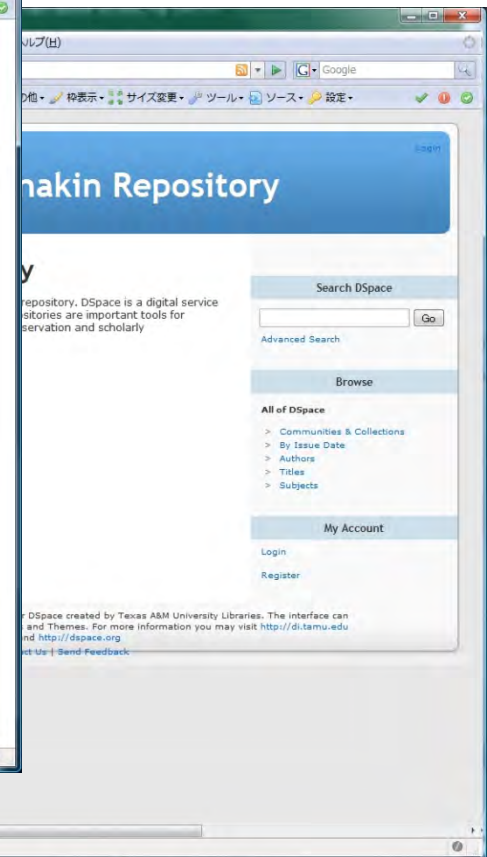 ヘルプ(H)
Google
の他 枠表示 サイズ変更 ツール ソース 設定
Login
nakin Repository
y
repository. DSpace is a digital service
ositories are important tools for
servation and scholarly
Search DSpace
Go
Advanced Search
Browse
All of DSpace
> Communities & Collections
> By Issue Date
> Authors
> Titles
> Subjects
My Account
Login
Register
r DSpace created by Texas A&M University Libraries. The interface can
and Themes. For more information you may visit http://di.tamu.edu
nd http://dspace.org
ct Us | Send Feedback